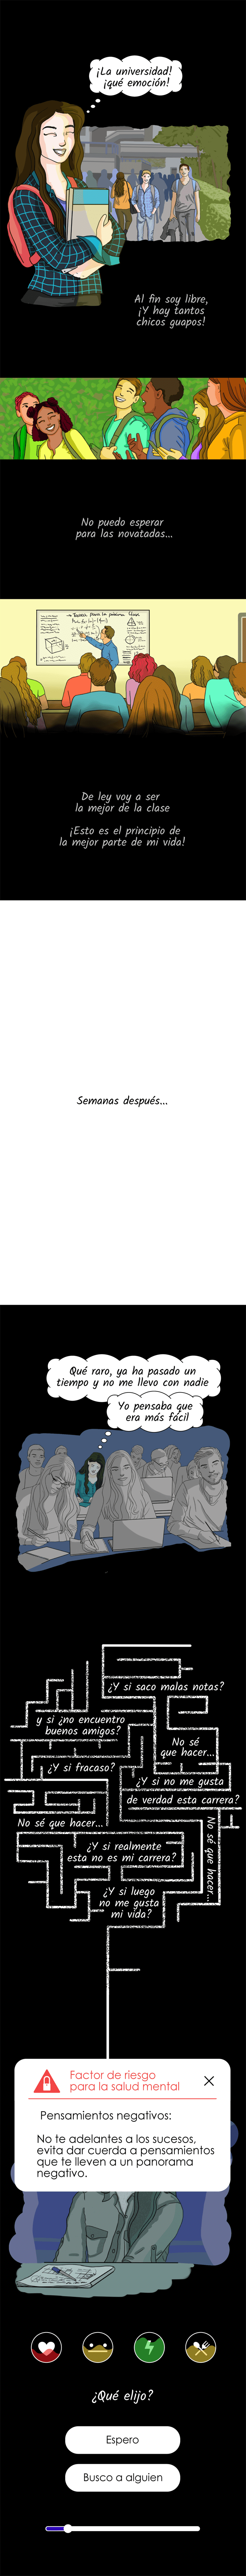 ¡La universidad!
¡qué emoción!
Al fin soy libre,
¡Y hay tantos
chicos guapos!
No puedo esperar
para las novatadas...
De ley voy a ser
la mejor de la clase
¡Esto es el principio de
la mejor parte de mi vida!
Semanas después...
Qué raro, ya ha pasado un
tiempo y no me llevo con nadie
Yo pensaba que
era más fácil
¿Y si saco malas notas?
y si ¿no encuentro
buenos amigos?
No sé
que hacer...
¿Y si fracaso?
¿Y si no me gusta
de verdad esta carrera?
No sé que hacer...
No sé que hacer...
¿Y si realmente
esta no es mi carrera?
¿Y si luego
no me gusta
mi vida?
Factor de riesgo
para la salud mental
Pensamientos negativos:
No te adelantes a los sucesos,
evita dar cuerda a pensamientos
que te lleven a un panorama
negativo.
¿Qué elijo?
Espero
Busco a alguien